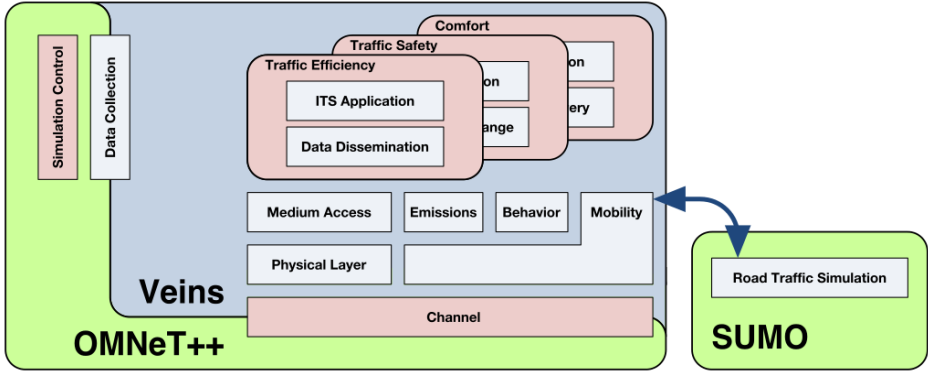 Comfort
Traffic Safety
Traffic Efficiency
Simulation Control
Data Collection
ITS Application
Data Dissemination
Medium Access
Emissions
Behavior
Mobility
Physical Layer
Channel
Veins
OMNeT++
Road Traffic Simulation
SUMO